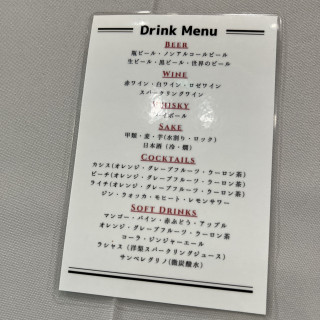 Drink Menu
BEER
瓶ビール・ノンアルコールビール
生ビール・黒ビール・世界のビール
WINE
赤ワイン・白ワイン・ロゼワイン
スパークリングワイン
WHISKY
ハイボール
SAKE
甲類・麦・芋(水割り・ロック)
日本酒（冷・燗）
COCKTAILS
カシス(オレンジ・グレープフルーツ・ウーロン茶)
ピーチ(オレンジ・グレープフルーツ・ウーロン茶)
ライチ(オレンジ・グレープフルーツ・ウーロン茶)
ジン・ウォッカ・モヒート・レモンサワー
SOFT DRINKS
マンゴー・パイン・赤ぶどう・アップル
オレンジ・グレープフルーツ・ウーロン茶
コーラ・ジンジャーエール
ラシャス（洋梨スパークリングジュース）
サンペレグリノ(微炭酸水)